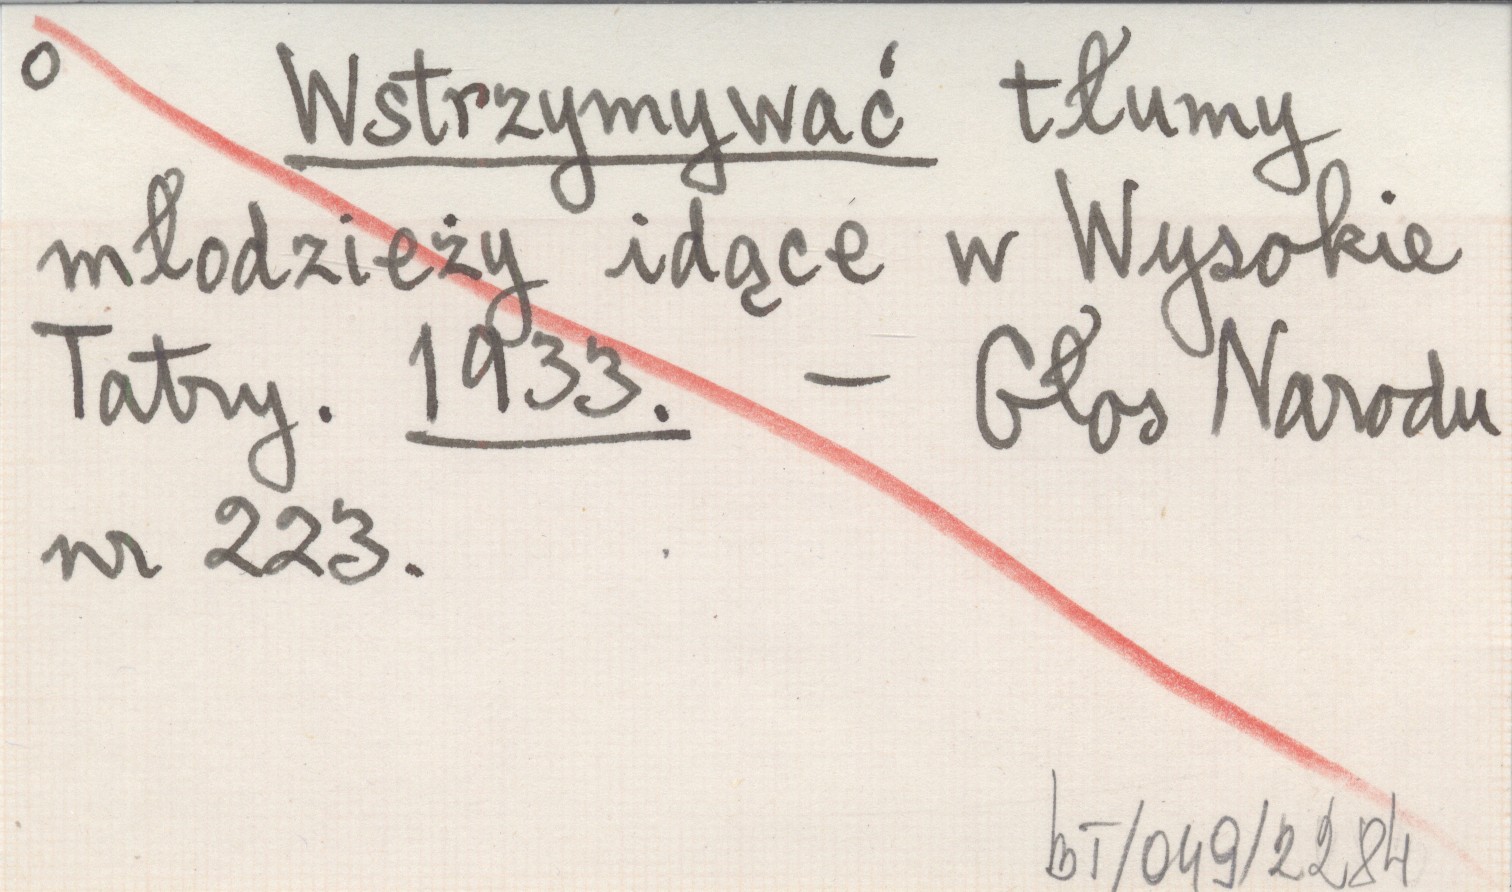 o Wstrzymywać tłumy
młodzieży idące w Wysokie
Tatry. 1933. — Głos Narodu
nr 223.
bT/049/2284